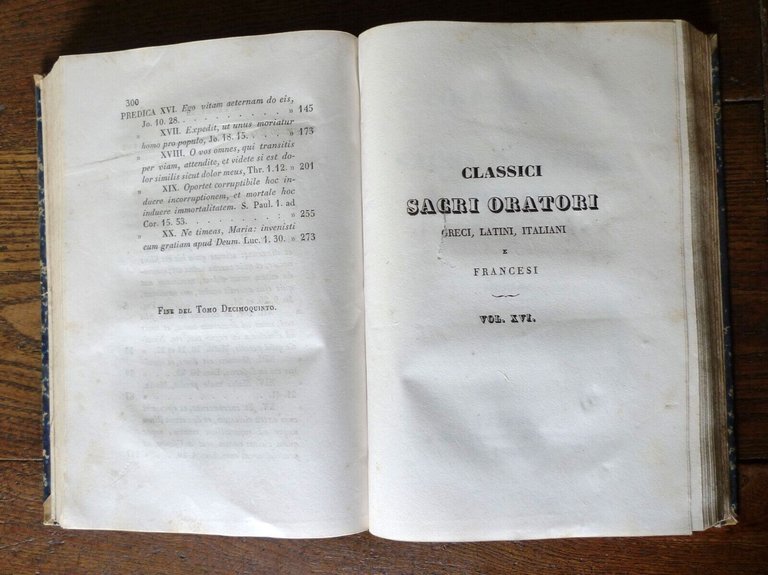 300
PREDICA XVI. Ego vitam aeternam do eis,
Jo. 10. 28. . . . . . . . . . . » 145
» XVII. Expedit, ut unus moriatur
homo pro populo, Jo. 18. 15. . . . . » 173
» XVIII. O vos omnes, qui transitis
per viam, attendite, et videte si est do-
lor similis sicut dolor meus, Thr. 1. 12. » 201
» XIX. Oportet corruptibile hoc in-
duere incorruptionem, et mortale hoc
induere immortalitatem. S. Paul. 1. ad
Cor. 15. 53. . . . . . . . . . » 255
» XX. Ne timeas, Maria: invenisti
cum gratiam apud Deum. Luc. 1. 30. » 273
Fine del Tomo Decimoquinto.
CLASSICI
SACRI ORATORI
GRECI, LATINI, ITALIANI
E
FRANCESI
VOL. XVI.